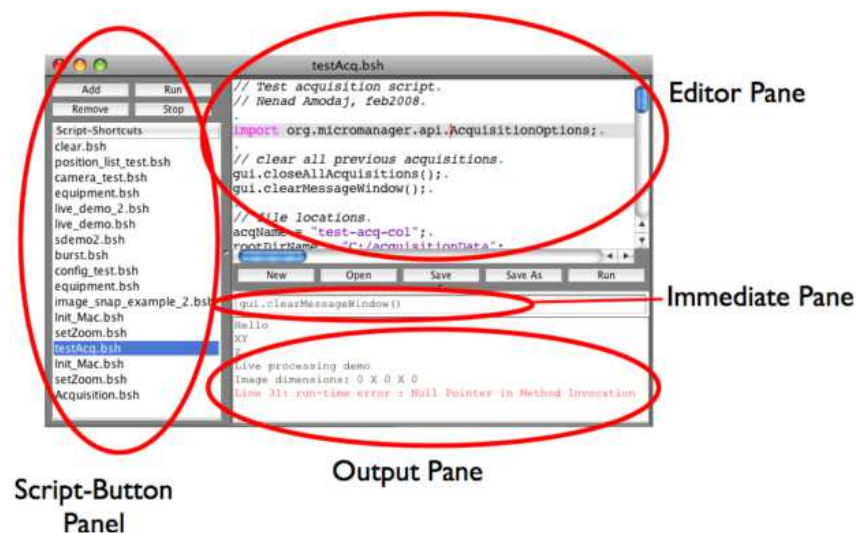 testAcq.bsh
Add Run
Remove Stop
Script-Shortcuts
clear.bsh
position_list_test.bsh
camera_test.bsh
equipment.bsh
live_demo_2.bsh
live_demo.bsh
sdemo2.bsh
burst.bsh
config_test.bsh
equipment.bsh
image_snap_example_2.bsh
Init_Mac.bsh
setZoom.bsh
testAcq.bsh
Init_Mac.bsh
setZoom.bsh
Acquisition.bsh
// Test acquisition script.
// Nenad Amodaj, feb2008.
.
import org.micromanager.api.AcquisitionOptions;.
.
// clear all previous acquisitions.
gui.closeAllAcquisitions();.
gui.clearMessageWindow();.
.
// file locations.
acqName = "test-acq-col";.
rootDirName = "C:/acquisitionData";.
New Open Save Save As Run
gui.clearMessageWindow()
Hello
XY
Z
Live processing demo
Image dimensions: 0 X 0 X 0
Line 31: run-time error : Null Pointer in Method Invocation
Editor Pane
Immediate Pane
Output Pane
Script-Button
Panel